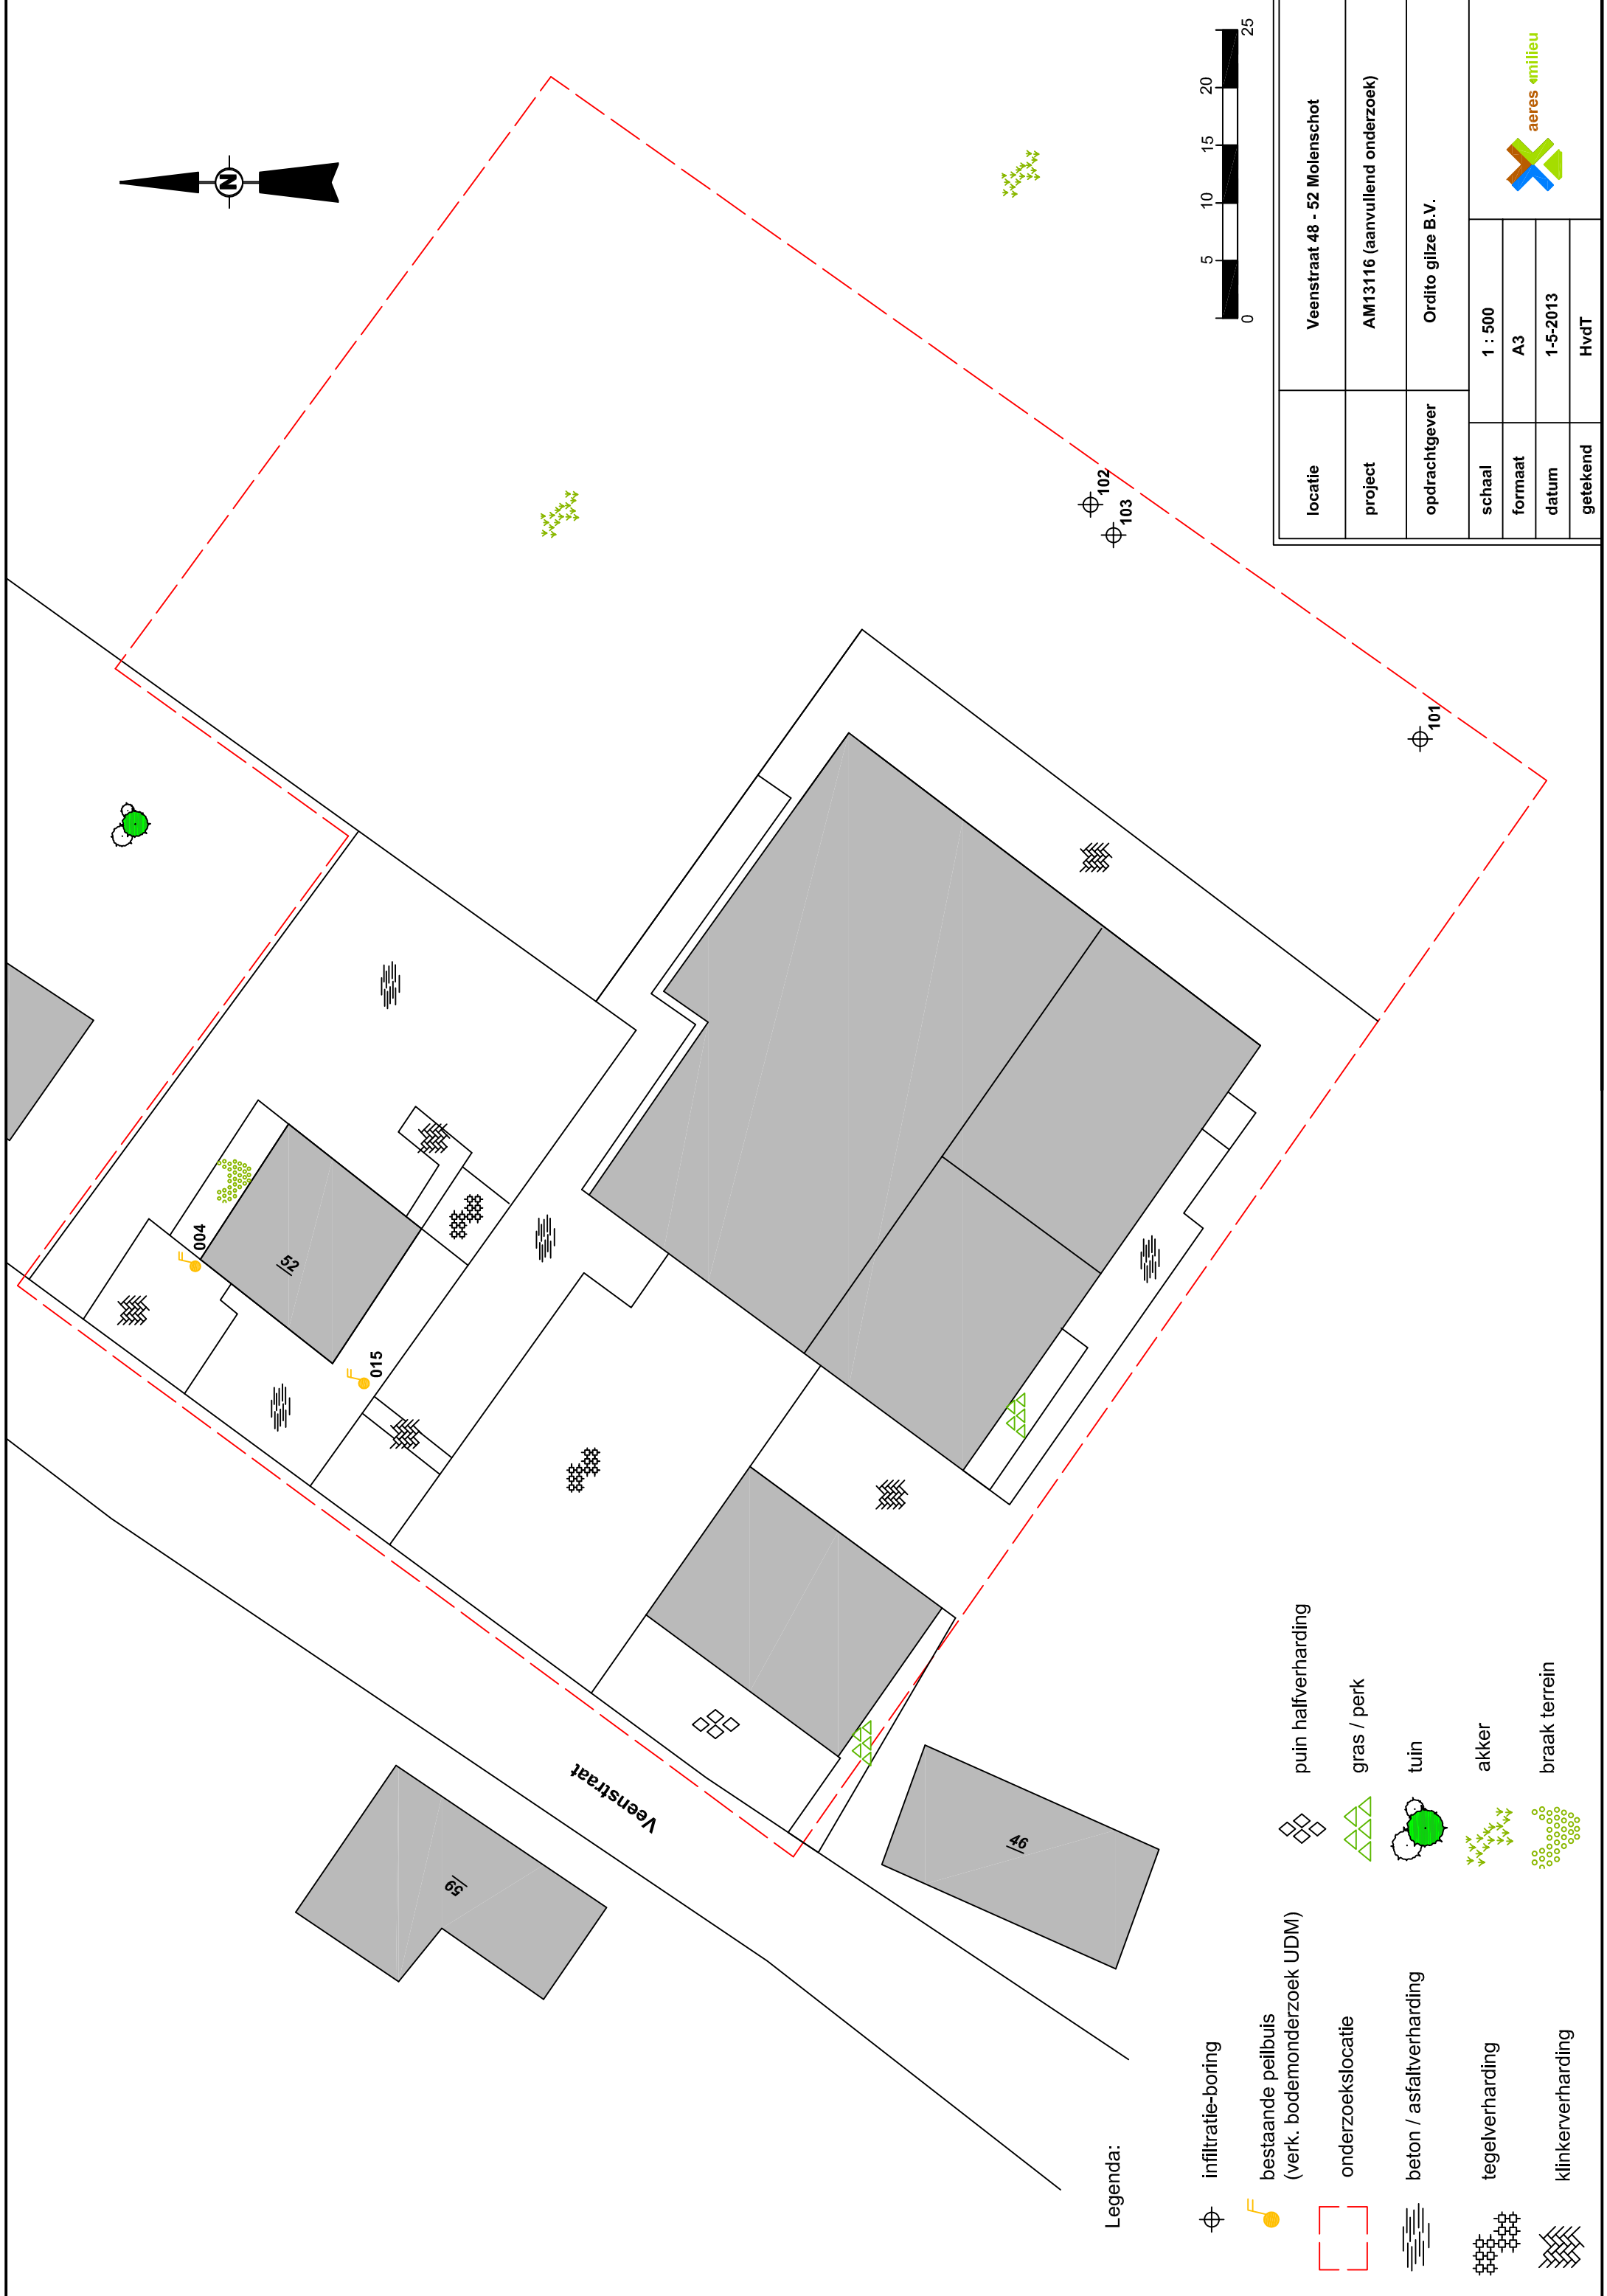 N
004
52
015
Veenstraat
59
46
102
103
101
0 5 10 15 20 25
Legenda:
infiltratie-boring
bestaande peilbuis
(verk. bodemonderzoek UDM)
onderzoekslocatie
beton / asfaltverharding
tegelverharding
klinkerverharding
puin halfverharding
gras / perk
tuin
akker
braak terrein
locatie Veenstraat 48 - 52 Molenschot
project AM13116 (aanvullend onderzoek)
opdrachtgever Ordito gilze B.V.
schaal 1 : 500
formaat A3
datum 1-5-2013
getekend HvdT
aeres milieu